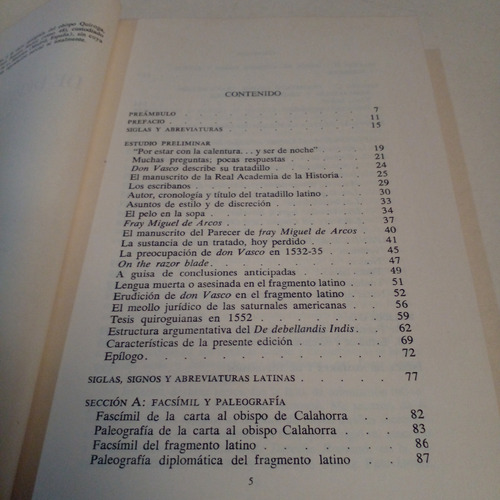 CONTENIDO
PREÁMBULO . . . . . . . . . 7
PREFACIO . . . . . . . . . 11
SIGLAS Y ABREVIATURAS . . . . . . . 15
ESTUDIO PRELIMINAR
"Por estar con la calentura. . . y ser de noche" . . . . 19
Muchas preguntas; pocas respuestas . . . . . 21
Don Vasco describe su tratadillo . . . . . . 24
El manuscrito de la Real Academia de la Historia. . . . 25
Los escribanos . . . . . . . . . 29
Autor, cronología y título del tratadillo latino . . . . 30
Asuntos de estilo y de discreción . . . . . . 33
El pelo en la sopa . . . . . . . . 34
Fray Miguel de Arcos . . . . . . . . 37
El manuscrito del Parecer de fray Miguel de Arcos . . . 40
La sustancia de un tratado, hoy perdido . . . . 41
La preocupación de don Vasco en 1532-35 . . . . 45
On the razor blade. . . . . . . . . 47
A guisa de conclusiones anticipadas . . . . . 49
Lengua muerta o asesinada en el fragmento latino . . . 51
Erudición de don Vasco en el fragmento latino . . . 52
El meollo jurídico de las saturnales americanas . . . 56
Tesis quiroguianas en 1552 . . . . . . 59
Estructura argumentativa del De debellandis Indis . . . 62
Características de la presente edición . . . . . 69
Epílogo. . . . . . . . . . 72
SIGLAS, SIGNOS Y ABREVIATURAS LATINAS . . . . 77
SECCIÓN A: FACSÍMIL Y PALEOGRAFÍA
Fascímil de la carta al obispo de Calahorra . . . 82
Paleografía de la carta al obispo Calahorra . . . 83
Facsímil del fragmento latino . . . . . . 86
Paleografía diplomática del fragmento latino . . . 87
5